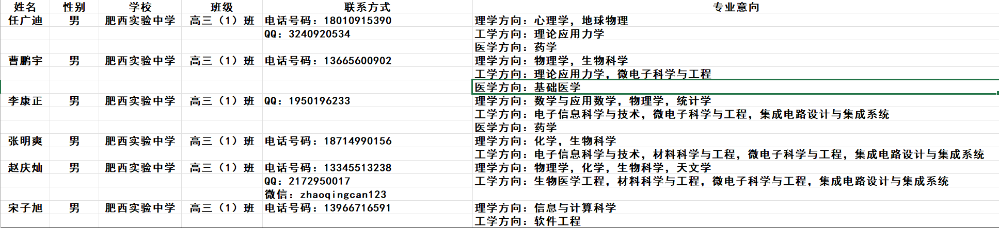 姓名 性别 学校 班级 联系方式 专业意向
任广迪 男 肥西实验中学 高三（1）班 电话号码：18010915390 理学方向：心理学，地球物理
QQ：3240920534 工学方向：理论应用力学
医学方向：药学
曹鹏宇 男 肥西实验中学 高三（1）班 电话号码：13665600902 理学方向：物理学，生物科学
工学方向：理论应用力学，微电子科学与工程
医学方向：基础医学
李康正 男 肥西实验中学 高三（1）班 QQ：1950196233 理学方向：数学与应用数学，物理学，统计学
工学方向：电子信息科学与技术，微电子科学与工程，集成电路设计与集成系统
医学方向：药学
张明爽 男 肥西实验中学 高三（1）班 电话号码：18714990156 理学方向：化学，生物科学
工学方向：电子信息科学与技术，材料科学与工程，微电子科学与工程，集成电路设计与集成系统
赵庆灿 男 肥西实验中学 高三（1）班 电话号码：13345513238 理学方向：物理学，化学，生物科学，天文学
QQ：2172950017 工学方向：生物医学工程，材料科学与工程，微电子科学与工程，集成电路设计与集成系统
微信：zhaoqingcan123
宋子旭 男 肥西实验中学 高三（1）班 电话号码：13966716591 理学方向：信息与计算科学
工学方向：软件工程